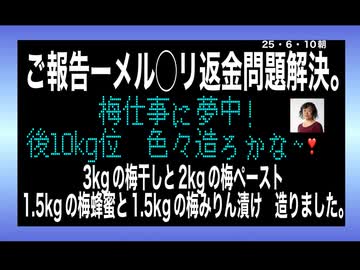 25・6・10朝
ご報告ーメル◯リ返金問題解決。
梅仕事に夢中!
後10kg位 色々造ろかな~❣
3kgの梅干しと2kgの梅ペースト
1.5kgの梅蜂蜜と1.5kgの梅みりん漬け 造りました。